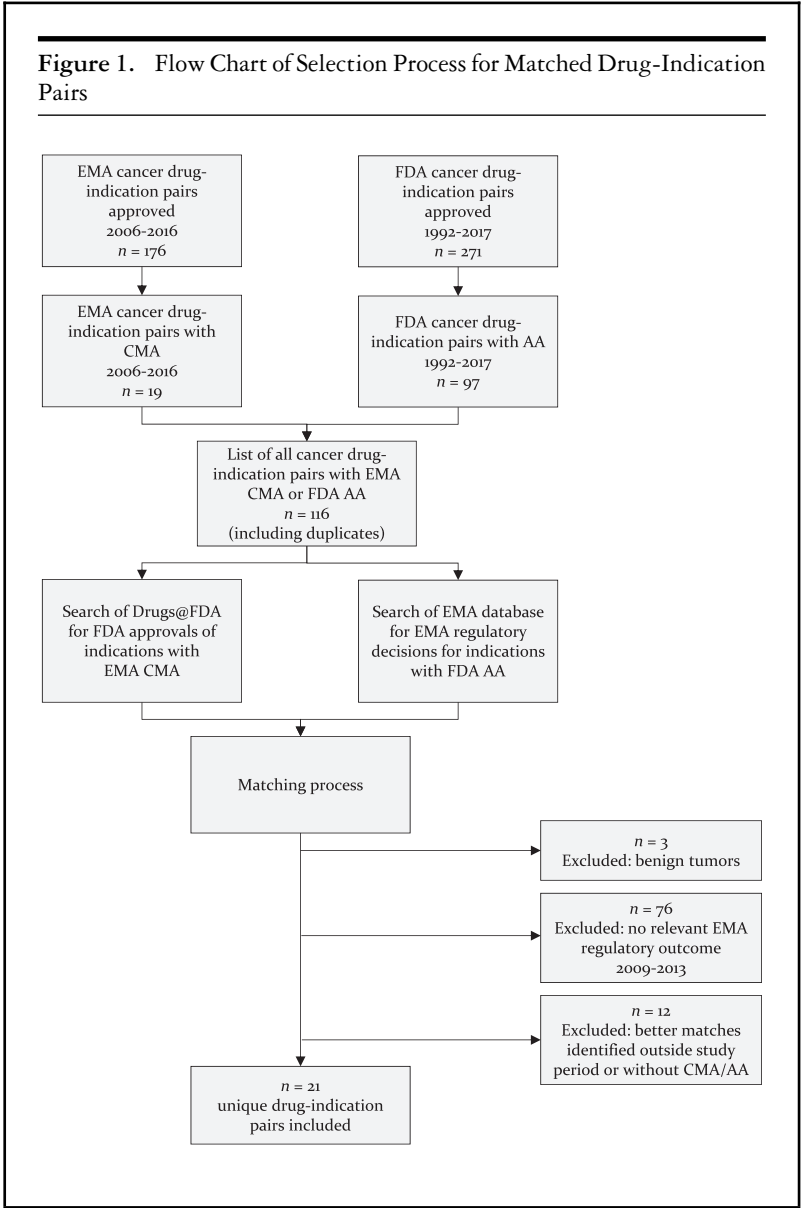 Figure 1. Flow Chart of Selection Process for Matched Drug-Indication
Pairs
EMA cancer drug-
indication pairs
approved
2006-2016
n = 176
FDA cancer drug-
indication pairs
approved
1992-2017
n = 271
EMA cancer drug-
indication pairs with
CMA
2006-2016
n = 19
FDA cancer drug-
indication pairs with AA
1992-2017
n = 97
List of all cancer drug-
indication pairs with EMA
CMA or FDA AA
n = 116
(including duplicates)
Search of Drugs@FDA
for FDA approvals of
indications with
EMA CMA
Search of EMA database
for EMA regulatory
decisions for indications
with FDA AA
Matching process
n = 3
Excluded: benign tumors
n = 76
Excluded: no relevant EMA
regulatory outcome
2009-2013
n = 12
Excluded: better matches
identified outside study
period or without CMA/AA
n = 21
unique drug-indication
pairs included